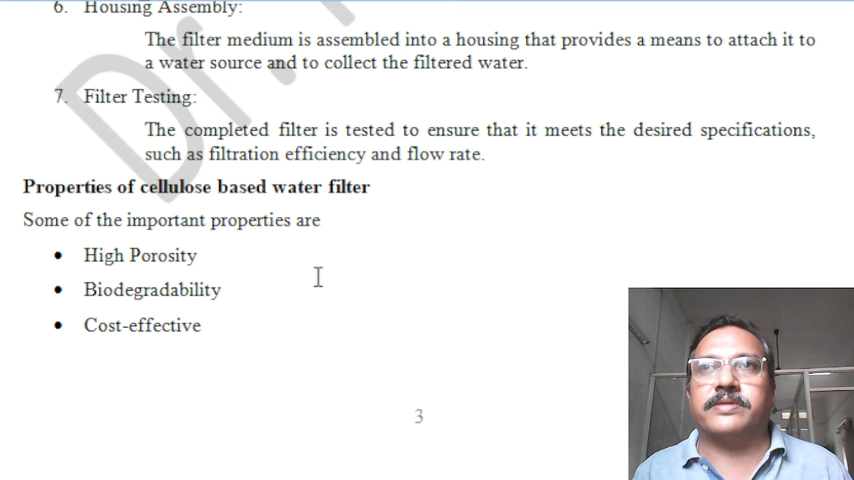 6. Housing Assembly:
The filter medium is assembled into a housing that provides a means to attach it to
a water source and to collect the filtered water.
7. Filter Testing:
The completed filter is tested to ensure that it meets the desired specifications,
such as filtration efficiency and flow rate.
Properties of cellulose based water filter
Some of the important properties are
• High Porosity
• Biodegradability
• Cost-effective
3
Dr.